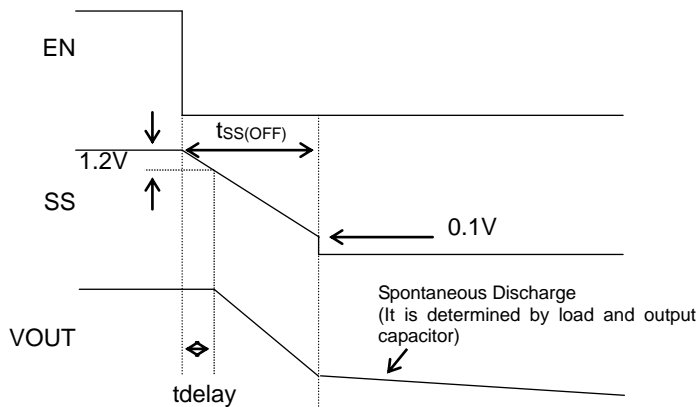 EN
tSS(OFF)
1.2V
SS
0.1V
Spontaneous Discharge
(It is determined by load and output
capacitor)
VOUT
tdelay